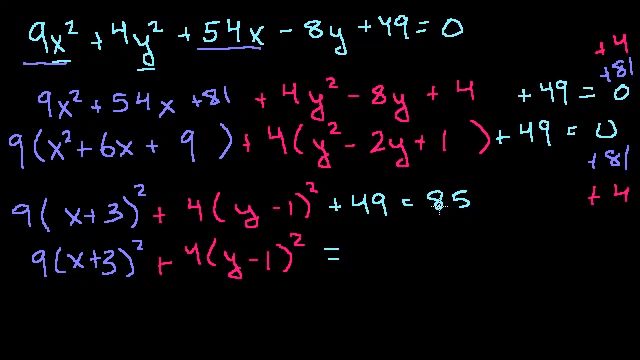 9x² + 4y² + 54x - 8y + 49 = 0
+4
+81
9x² + 54x + 81 + 4y² - 8y + 4 + 49 = 0
9(x² + 6x + 9) + 4(y² - 2y + 1) + 49 = 0
+81
+4
9(x+3)² + 4(y-1)² + 49 = 85
9(x+3)² + 4(y-1)² =